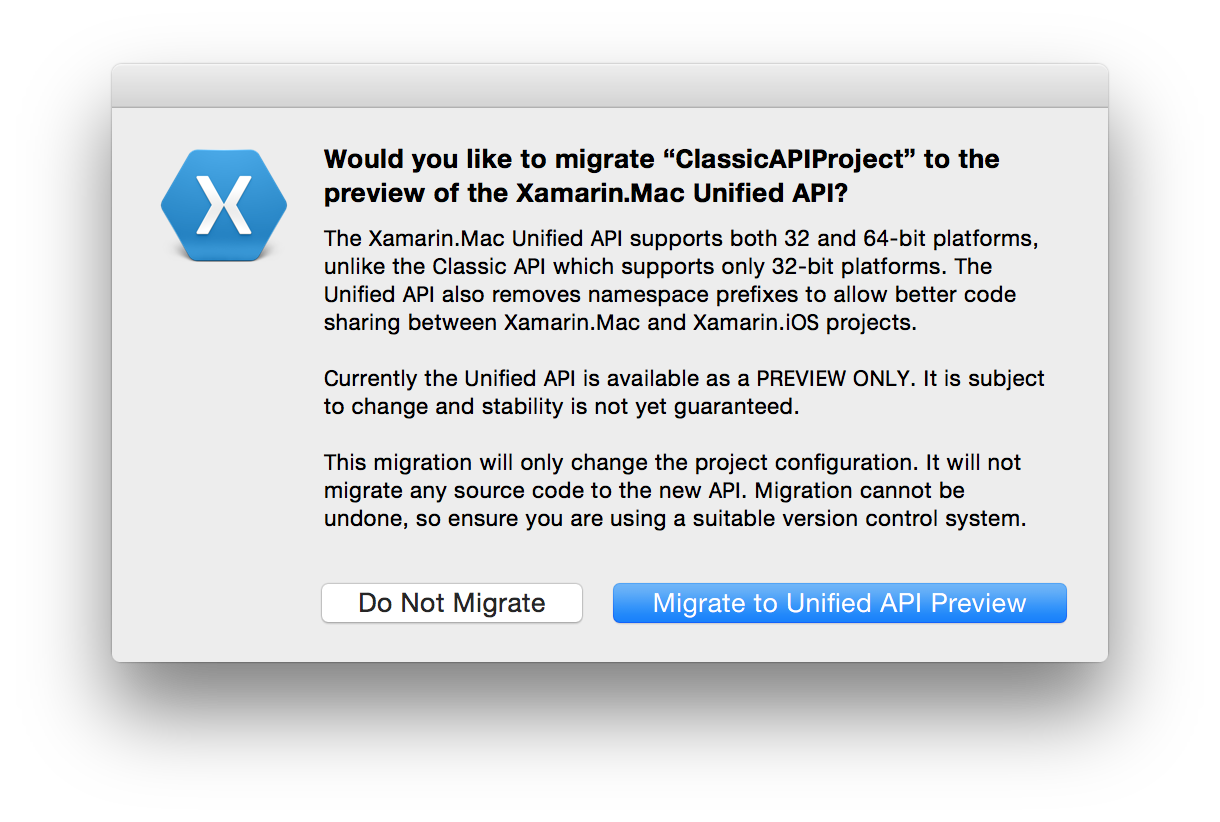 X
Would you like to migrate “ClassicAPIProject” to the
preview of the Xamarin.Mac Unified API?
The Xamarin.Mac Unified API supports both 32 and 64-bit platforms,
unlike the Classic API which supports only 32-bit platforms. The
Unified API also removes namespace prefixes to allow better code
sharing between Xamarin.Mac and Xamarin.iOS projects.
Currently the Unified API is available as a PREVIEW ONLY. It is subject
to change and stability is not yet guaranteed.
This migration will only change the project configuration. It will not
migrate any source code to the new API. Migration cannot be
undone, so ensure you are using a suitable version control system.
Do Not Migrate
Migrate to Unified API Preview